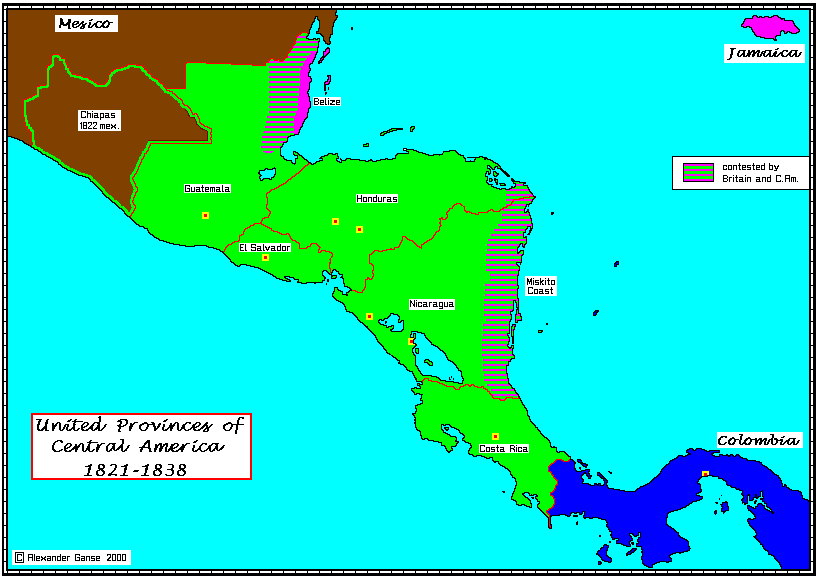 Mexico
Jamaica
Chiapas
1822 mex.
Belize
contested by
Britain and C.Am.
Guatemala
Honduras
El Salvador
Miskito
Coast
Nicaragua
United Provinces of
Central America
1821-1838
Costa Rica
Colombia
C Alexander Ganse 2000